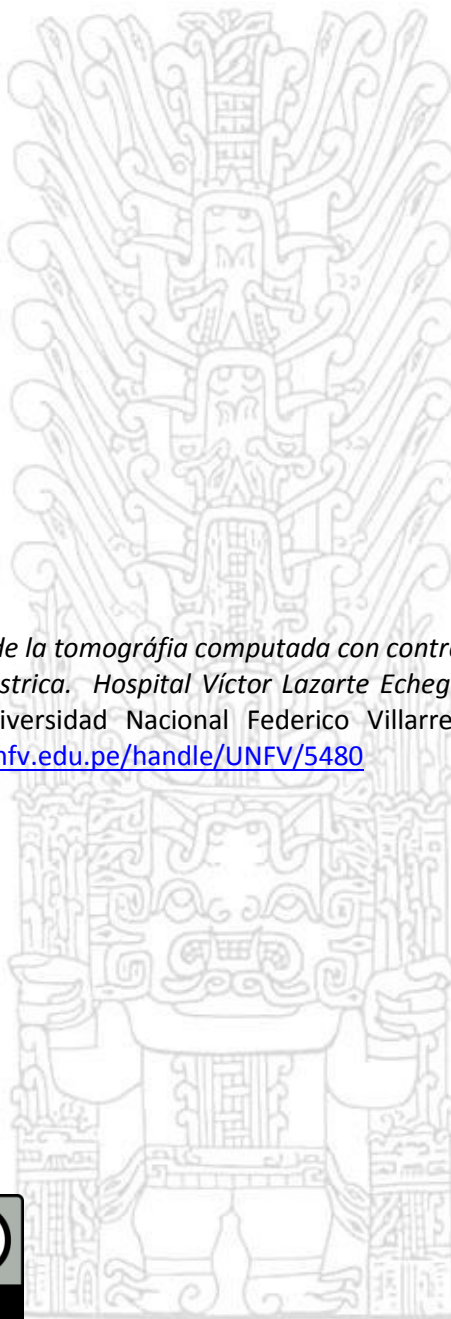 de la tomográfia computada con contr
strica. Hospital Víctor Lazarte Echeg
iversidad Nacional Federico Villarre
nfv.edu.pe/handle/UNFV/5480